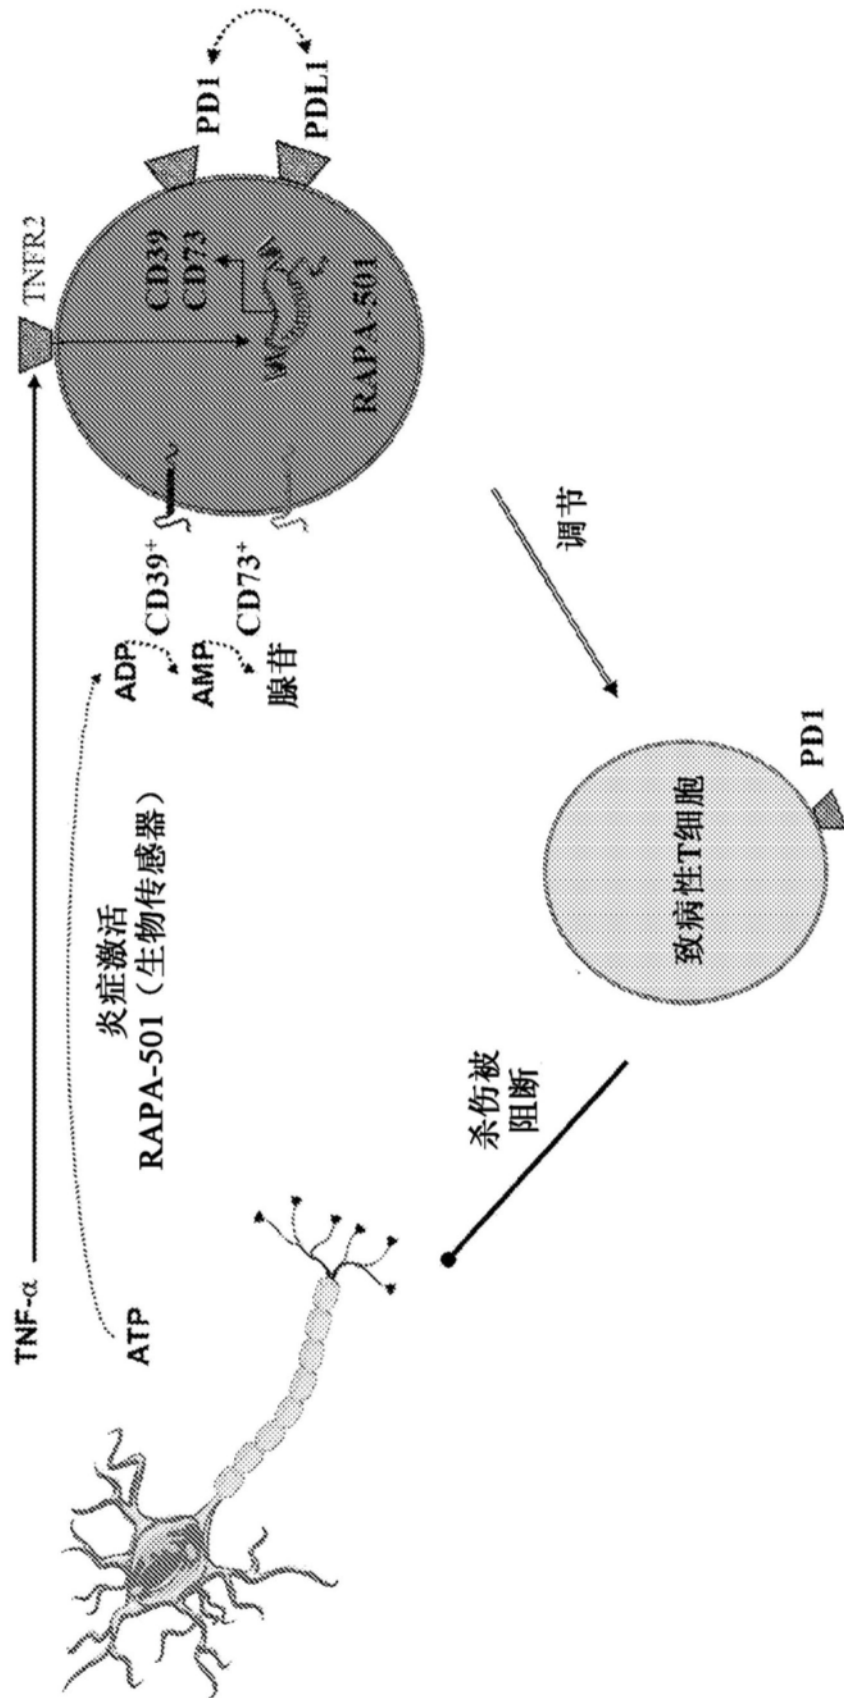 TNF-α
TNFR2
ATP
炎症激活
RAPA-501（生物传感器）
ADP
CD39⁺
AMP
CD73⁺
腺苷
CD39
CD73
RAPA-501
PD1
PDL1
调节
杀伤被
阻断
致病性T细胞
PD1